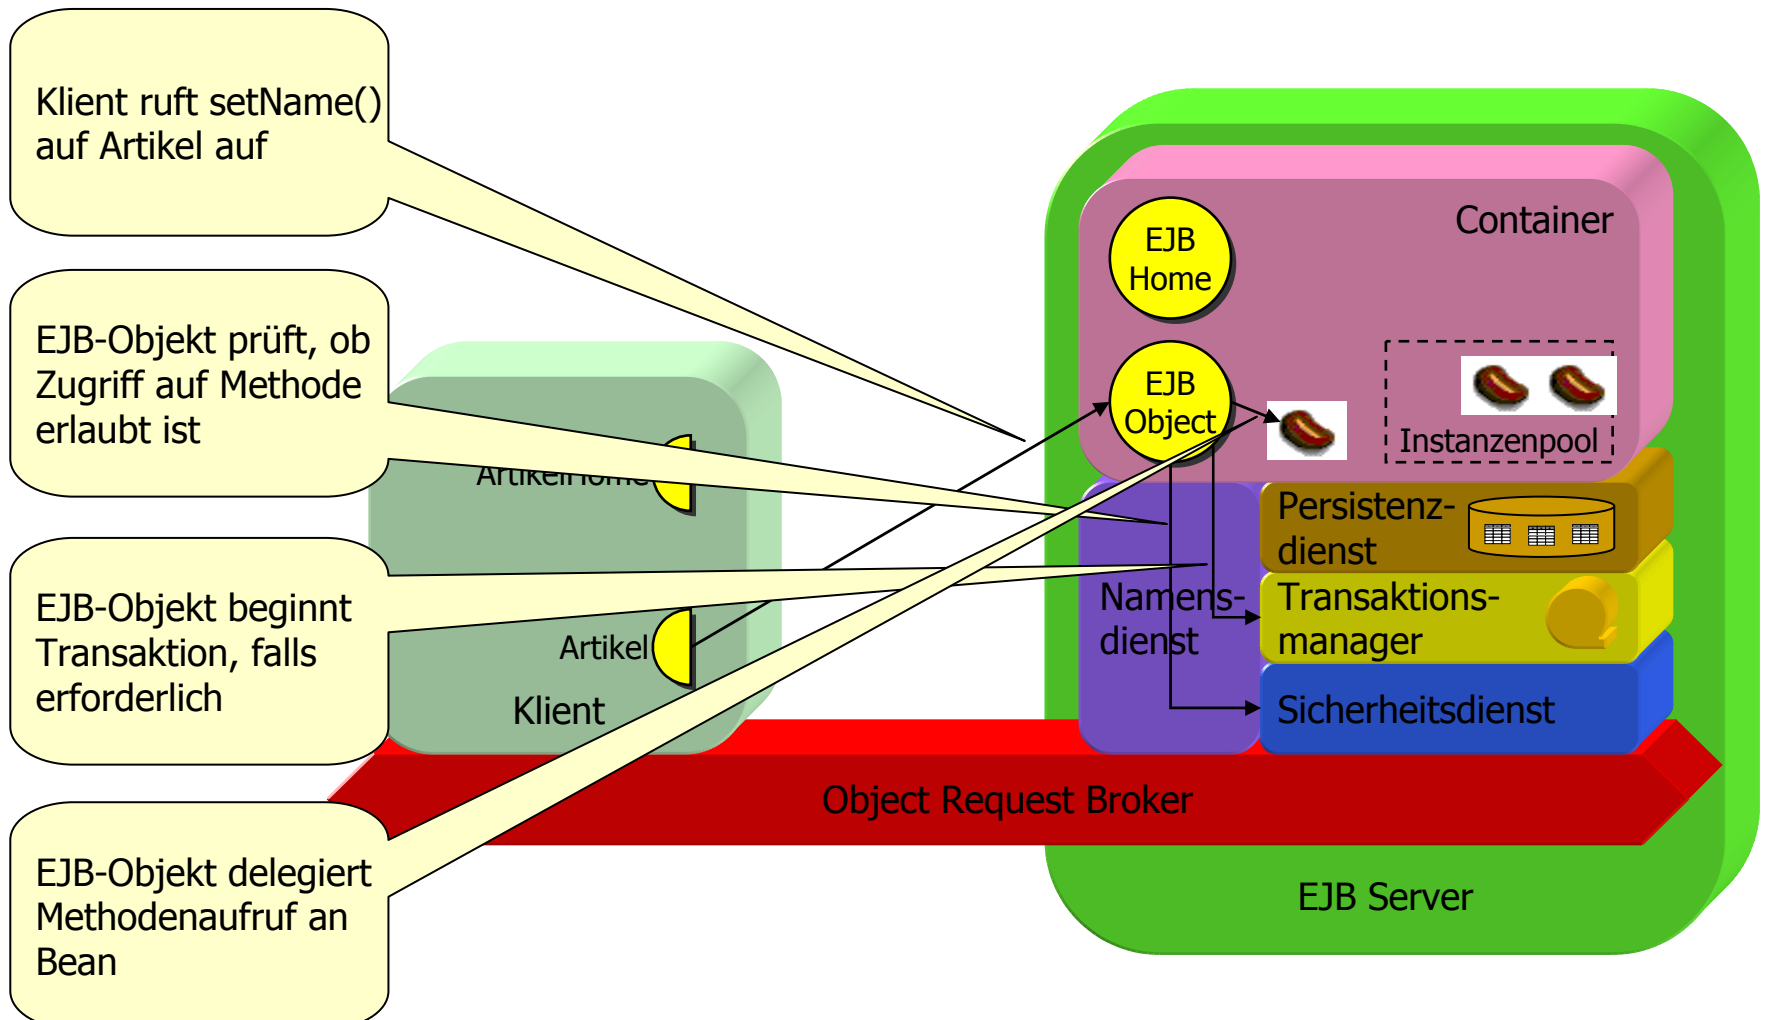 Klient ruft setName()
auf Artikel auf
EJB-Objekt prüft, ob
Zugriff auf Methode
erlaubt ist
EJB-Objekt beginnt
Transaktion, falls
erforderlich
EJB-Objekt delegiert
Methodenaufruf an
Bean
ArtikelHome
Artikel
Klient
Container
EJB
Home
EJB
Object
Instanzenpool
Persistenz-
dienst
Namens-
dienst
Transaktions-
manager
Sicherheitsdienst
Object Request Broker
EJB Server